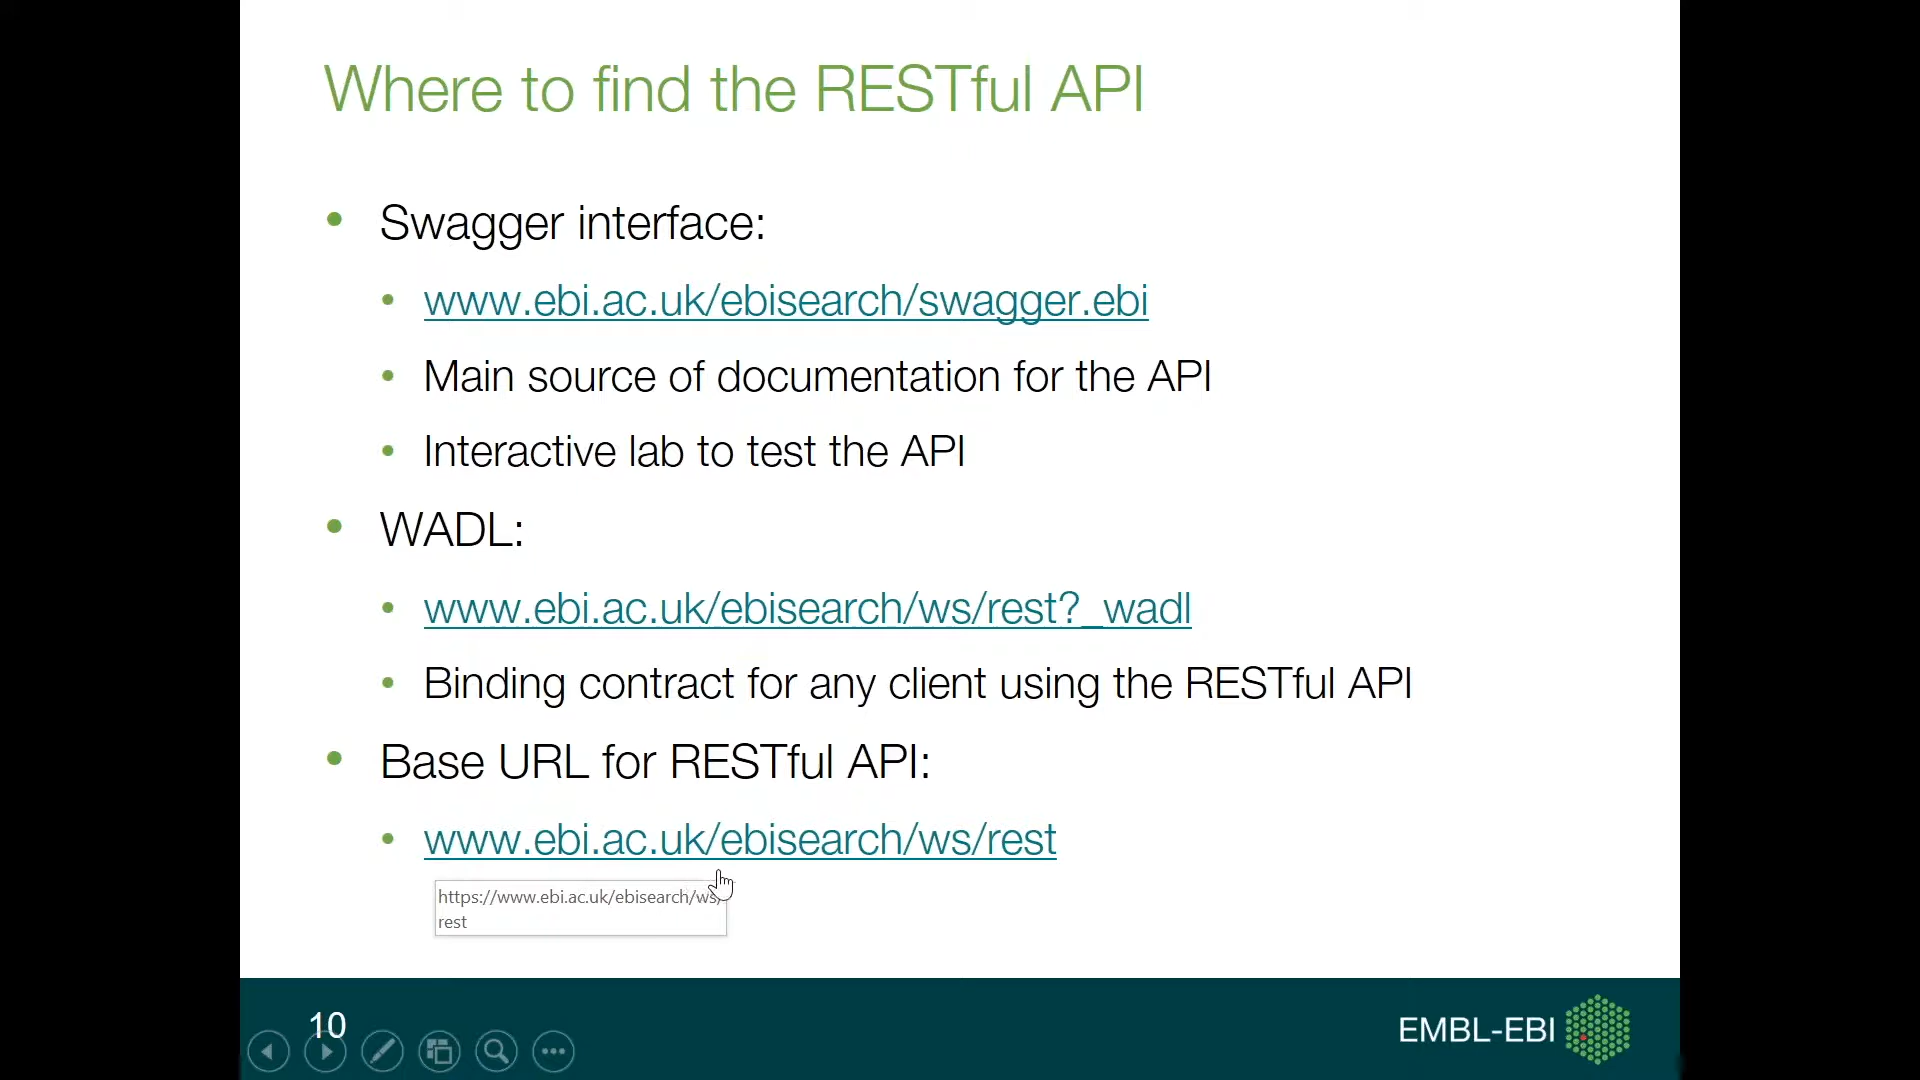 Where to find the RESTful API
Swagger interface:
www.ebi.ac.uk/ebisearch/swagger.ebi
Main source of documentation for the API
Interactive lab to test the API
WADL:
www.ebi.ac.uk/ebisearch/ws/rest?_wadl
Binding contract for any client using the RESTful API
Base URL for RESTful API:
www.ebi.ac.uk/ebisearch/ws/rest
https://www.ebi.ac.uk/ebisearch/ws/
rest
10
EMBL-EBI